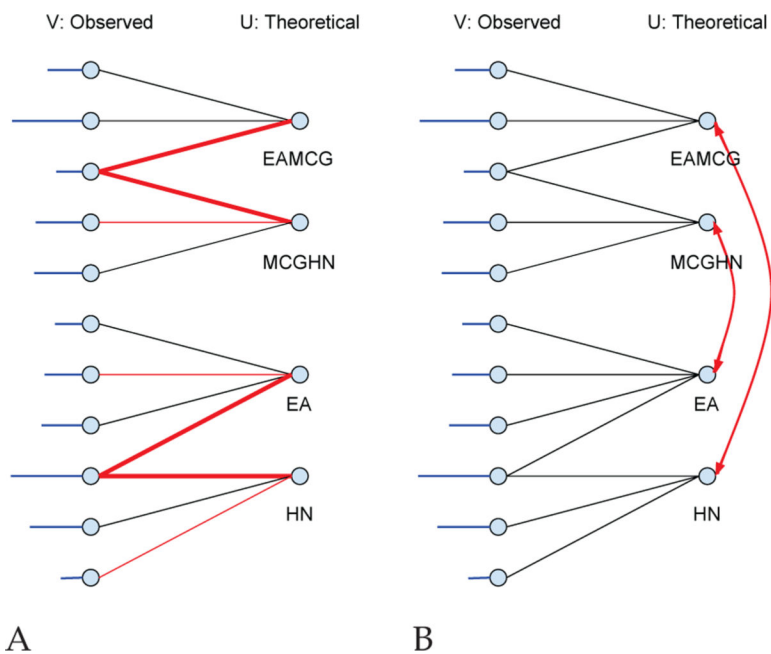 V: Observed U: Theoretical V: Observed U: Theoretical
EAMCG EAMCG
MCGHN MCGHN
EA EA
HN HN
A B